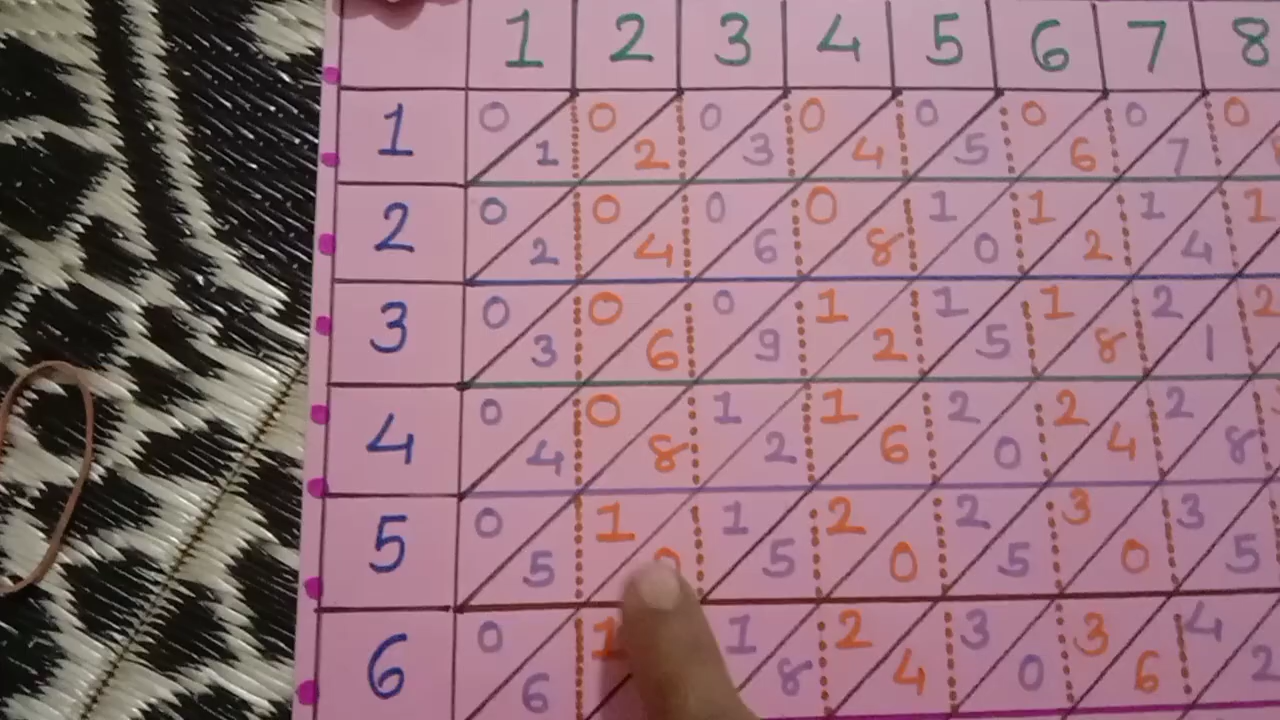 1 2 3 4 5 6 7 8
1 0 1 0 2 0 3 0 4 0 5 0 6 0 7 0
2 0 2 0 4 0 6 0 8 1 0 1 2 1 4 1
3 0 3 0 6 0 9 1 2 1 5 1 8 2 1 2
4 0 4 0 8 1 2 1 6 2 0 2 4 2 8
5 0 5 1 0 1 5 2 0 2 5 3 0 3 5
6 0 6 1 1 8 2 4 3 0 3 6 4 2